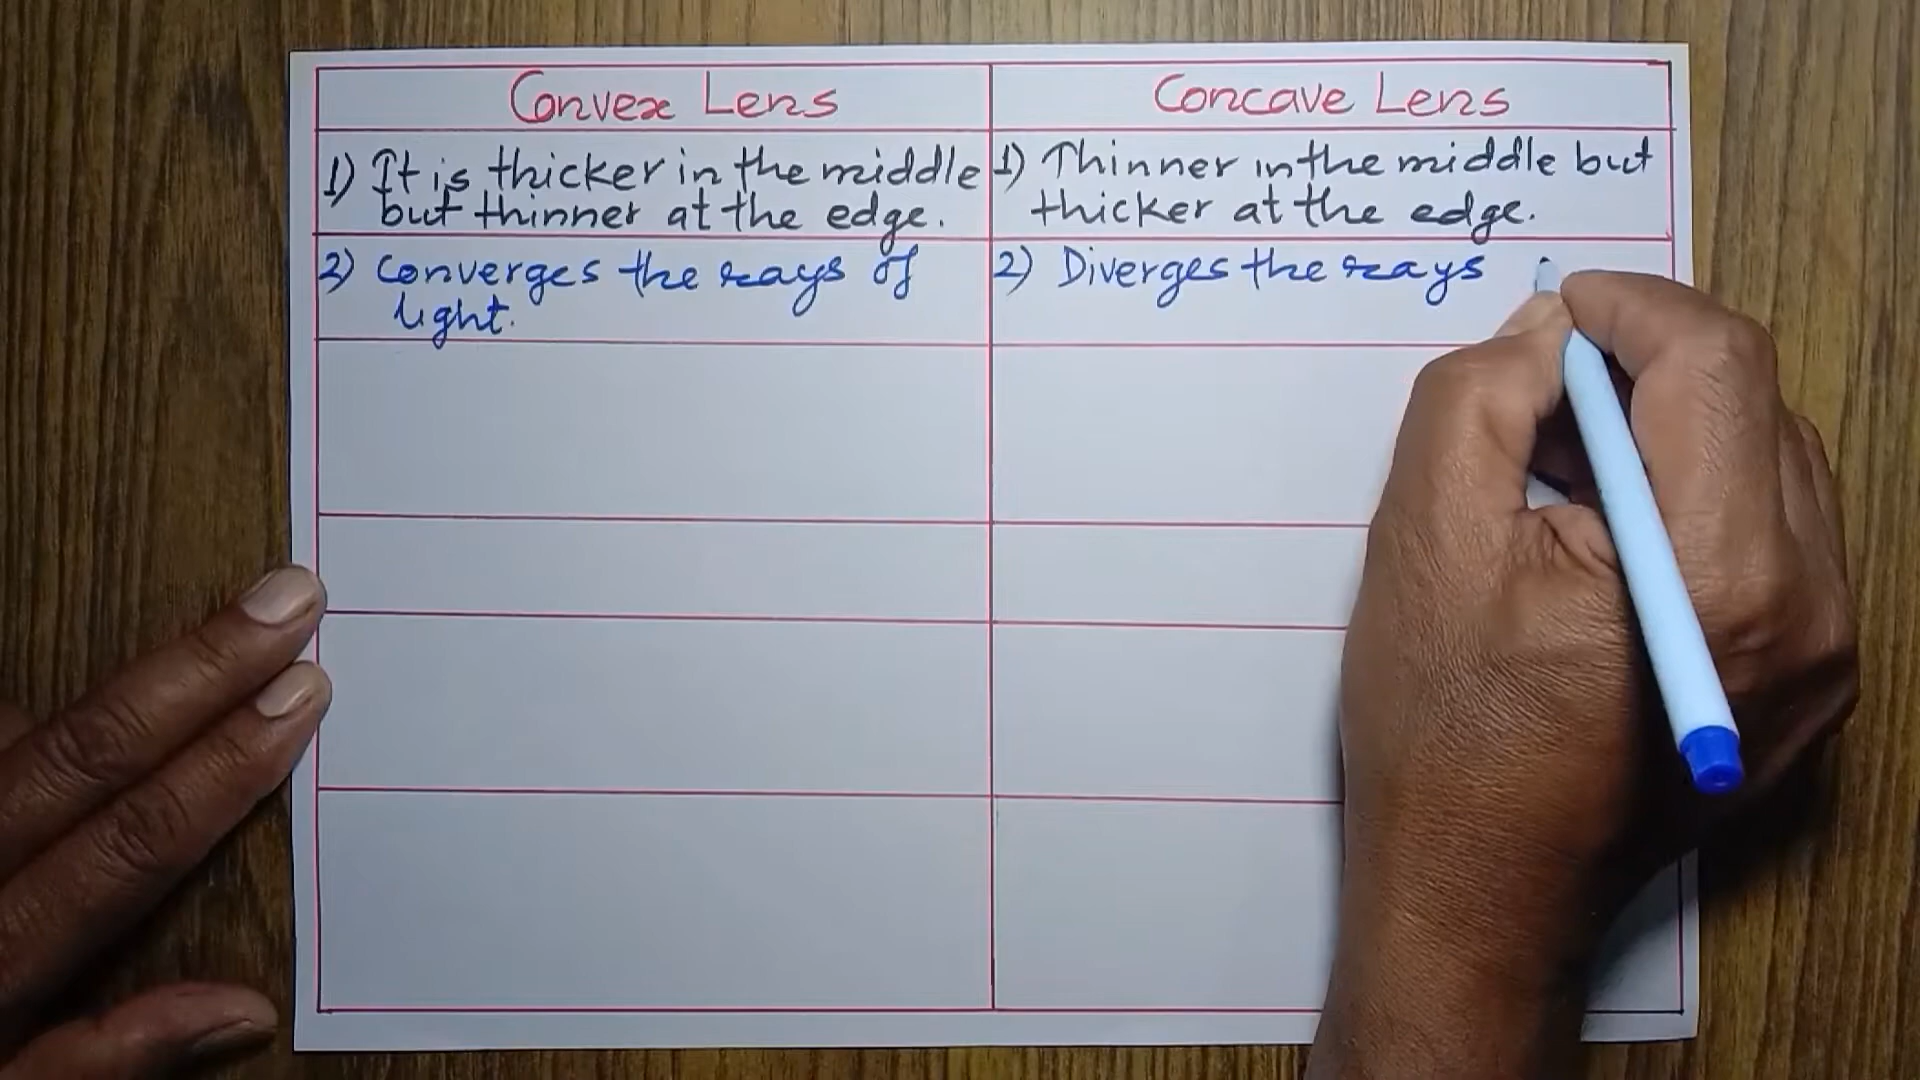 Convex Lens
Concave Lens
1) It is thicker in the middle
but thinner at the edge.
1) Thinner in the middle but
thicker at the edge.
2) Converges the rays of
light.
2) Diverges the rays